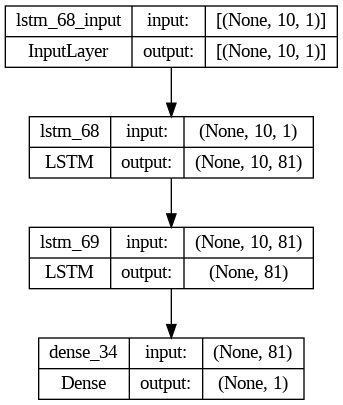 lstm_68_input input: [(None, 10, 1)]
InputLayer output: [(None, 10, 1)]
lstm_68 input: (None, 10, 1)
LSTM output: (None, 10, 81)
lstm_69 input: (None, 10, 81)
LSTM output: (None, 81)
dense_34 input: (None, 81)
Dense output: (None, 1)